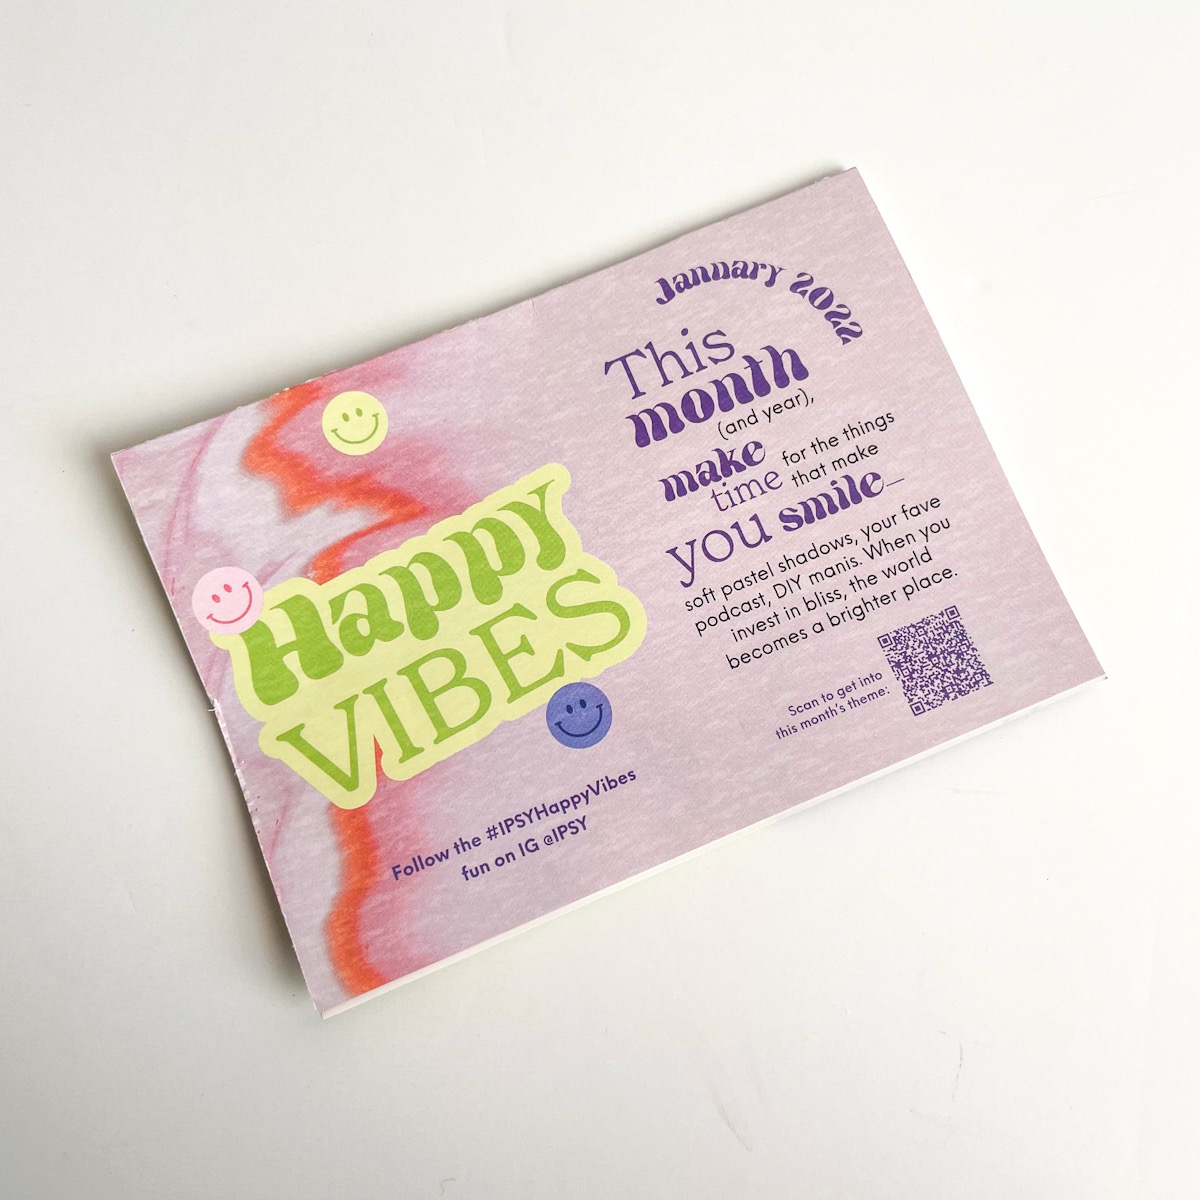 Happy
VIBES
Follow the #IPSYHappyVibes
fun on IG @IPSY
January 2022
This
month
(and year),
make
time
for the things
that make
you smile—
soft pastel shadows, your fave
podcast, DIY manis. When you
invest in bliss, the world
becomes a brighter place.
Scan to get into
this month's theme: